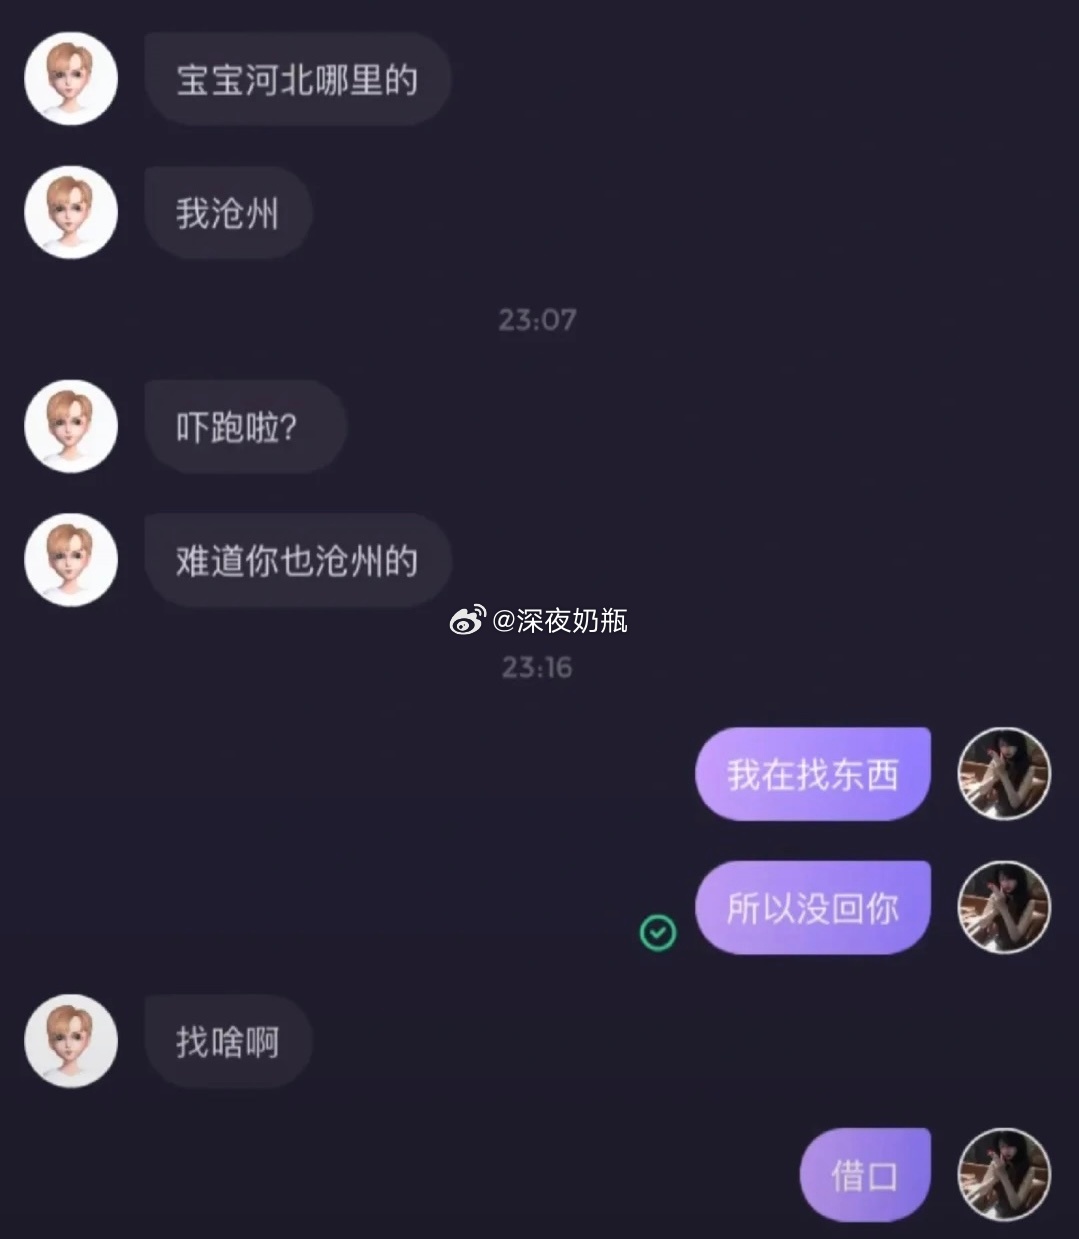 宝宝河北哪里的
我沧州
23:07
吓跑啦?
难道你也沧州的
@深夜奶瓶
23:16
我在找东西
所以没回你
找啥啊
借口